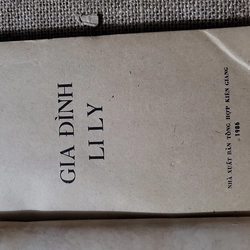 GIA ĐÌNH
LI LY
NHÀ XUẤT BẢN TỔNG HỢP KIÊN GIANG
1986